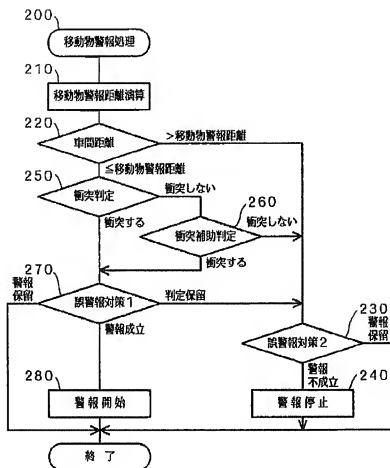 200
移動物警報処理
210
移動物警報距離演算
220
車間距離
>移動物警報距離
≦移動物警報距離
250
衝突判定
衝突しない
260
衝突補助判定
衝突しない
衝突する
衝突する
270
警報
保留
誤警報対策1
判定保留
警報成立
230
警報
保留
誤警報対策2
警報
不成立
280
警報開始
240
警報停止
終了